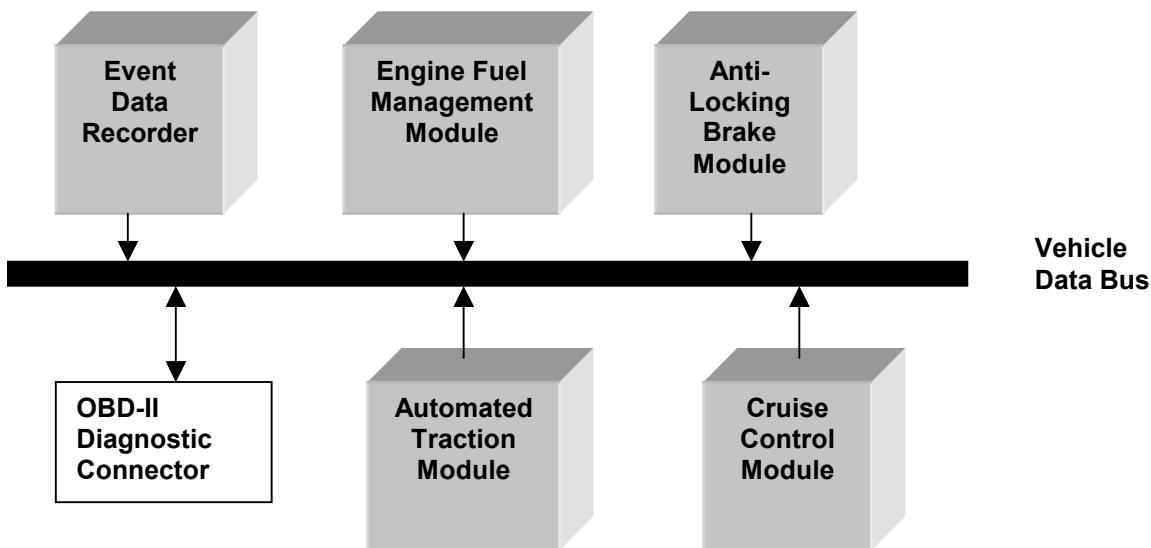 Event
Data
Recorder
Engine Fuel
Management
Module
Anti-
Locking
Brake
Module
Vehicle
Data Bus
OBD-II
Diagnostic
Connector
Automated
Traction
Module
Cruise
Control
Module